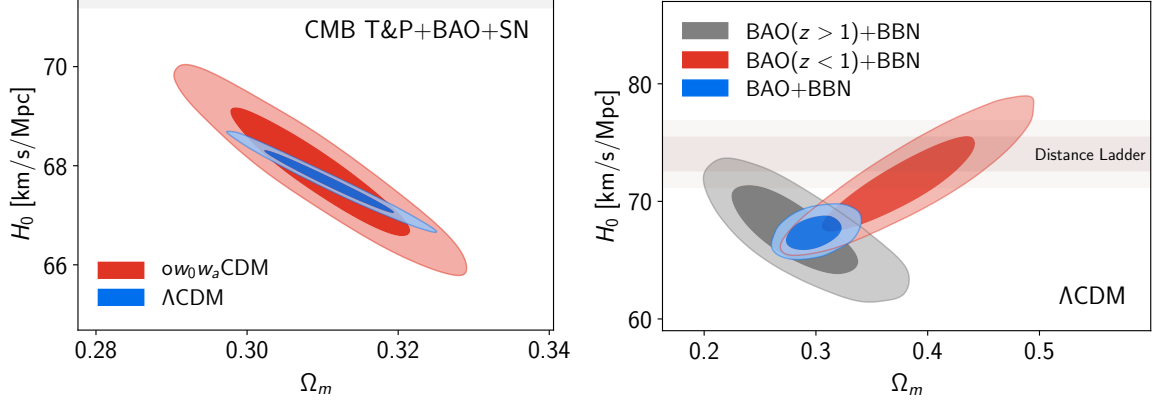 CMB T&P+BAO+SN
70
68
66
H₀ [km/s/Mpc]
ow₀wₐCDM
ΛCDM
0.28
0.30
0.32
0.34
Ωₘ
BAO(z > 1)+BBN
BAO(z < 1)+BBN
BAO+BBN
80
70
60
H₀ [km/s/Mpc]
Distance Ladder
ΛCDM
0.2
0.3
0.4
0.5
Ωₘ